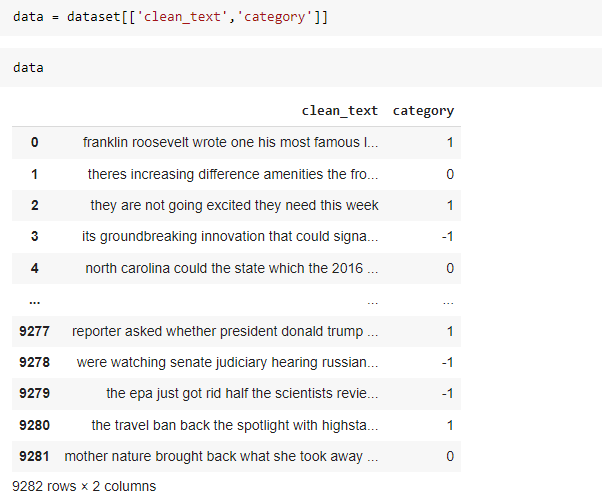 data = dataset[['clean_text','category']]
data
clean_text category
0 franklin roosevelt wrote one his most famous l... 1
1 theres increasing difference amenities the fro... 0
2 they are not going excited they need this week 1
3 its groundbreaking innovation that could signa... -1
4 north carolina could the state which the 2016 ... 0
... ... ...
9277 reporter asked whether president donald trump ... 1
9278 were watching senate judiciary hearing russian... -1
9279 the epa just got rid half the scientists revie... -1
9280 the travel ban back the spotlight with highsta... 1
9281 mother nature brought back what she took away ... 0
9282 rows × 2 columns